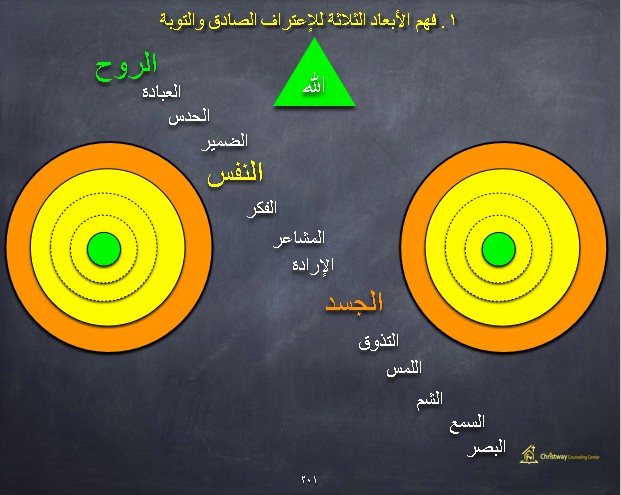 ١. فهم الأبعاد الثلاثة للإعتراف الصادق والتوبة
الله
الروح
العبادة
الحدس
الضمير
النفس
الفكر
المشاعر
الإرادة
الجسد
التذوق
اللمس
الشم
السمع
البصر
Christway Counseling Center
٢٠١